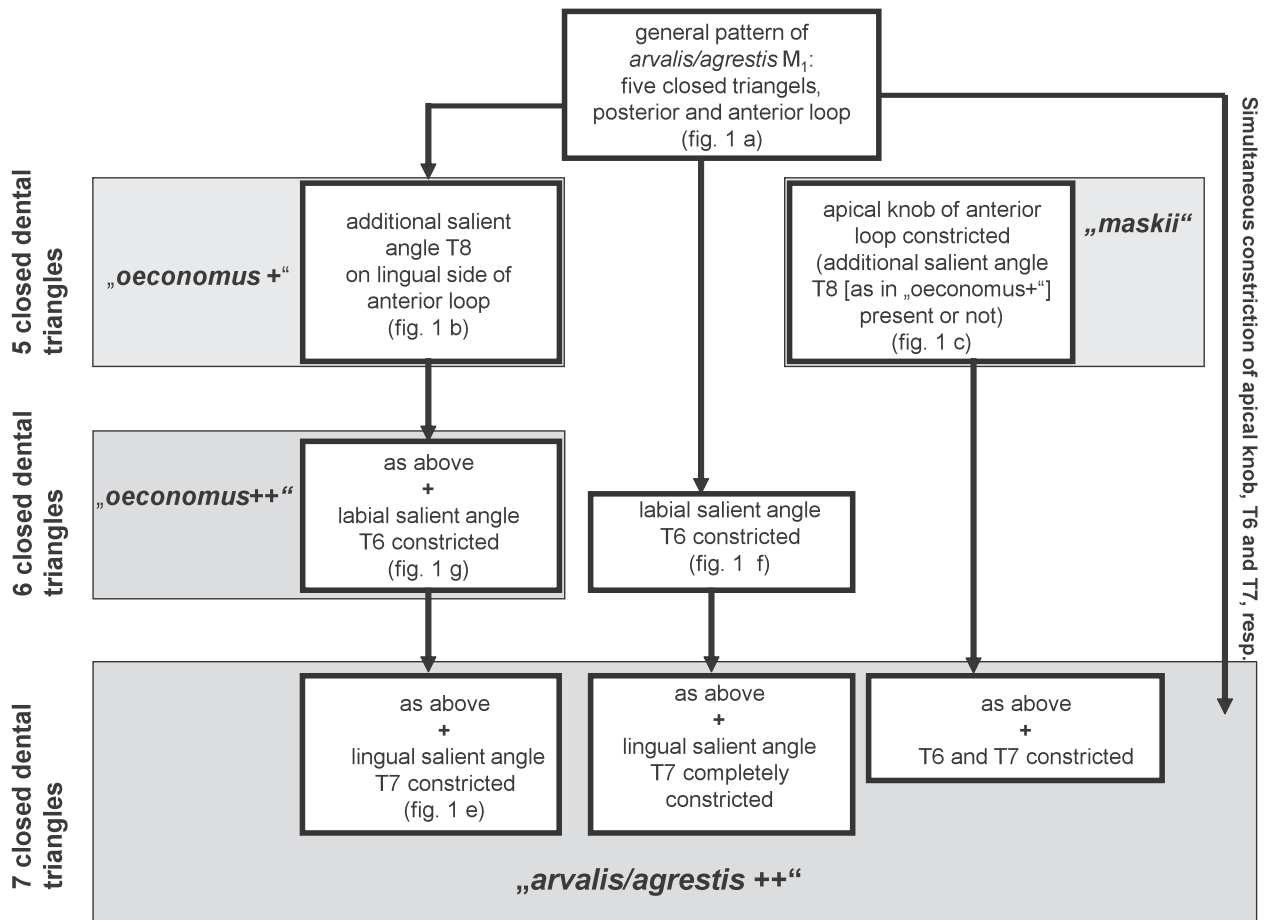 general pattern of
arvalis/agrestis M1:
five closed triangels,
posterior and anterior loop
(fig. 1 a)
Simultaneous constriction of apical knob, T6 and T7, resp.
5 closed dental
triangles
„oeconomus +“
additional salient
angle T8
on lingual side of
anterior loop
(fig. 1 b)
apical knob of anterior
loop constricted
(additional salient angle
T8 [as in „oeconomus+“]
present or not)
(fig. 1 c)
„maskii“
6 closed dental
triangles
„oeconomus++“
as above
+
labial salient angle
T6 constricted
(fig. 1 g)
labial salient angle
T6 constricted
(fig. 1 f)
7 closed dental
triangles
as above
+
lingual salient angle
T7 constricted
(fig. 1 e)
as above
+
lingual salient angle
T7 completely
constricted
as above
+
T6 and T7 constricted
„arvalis/agrestis ++“